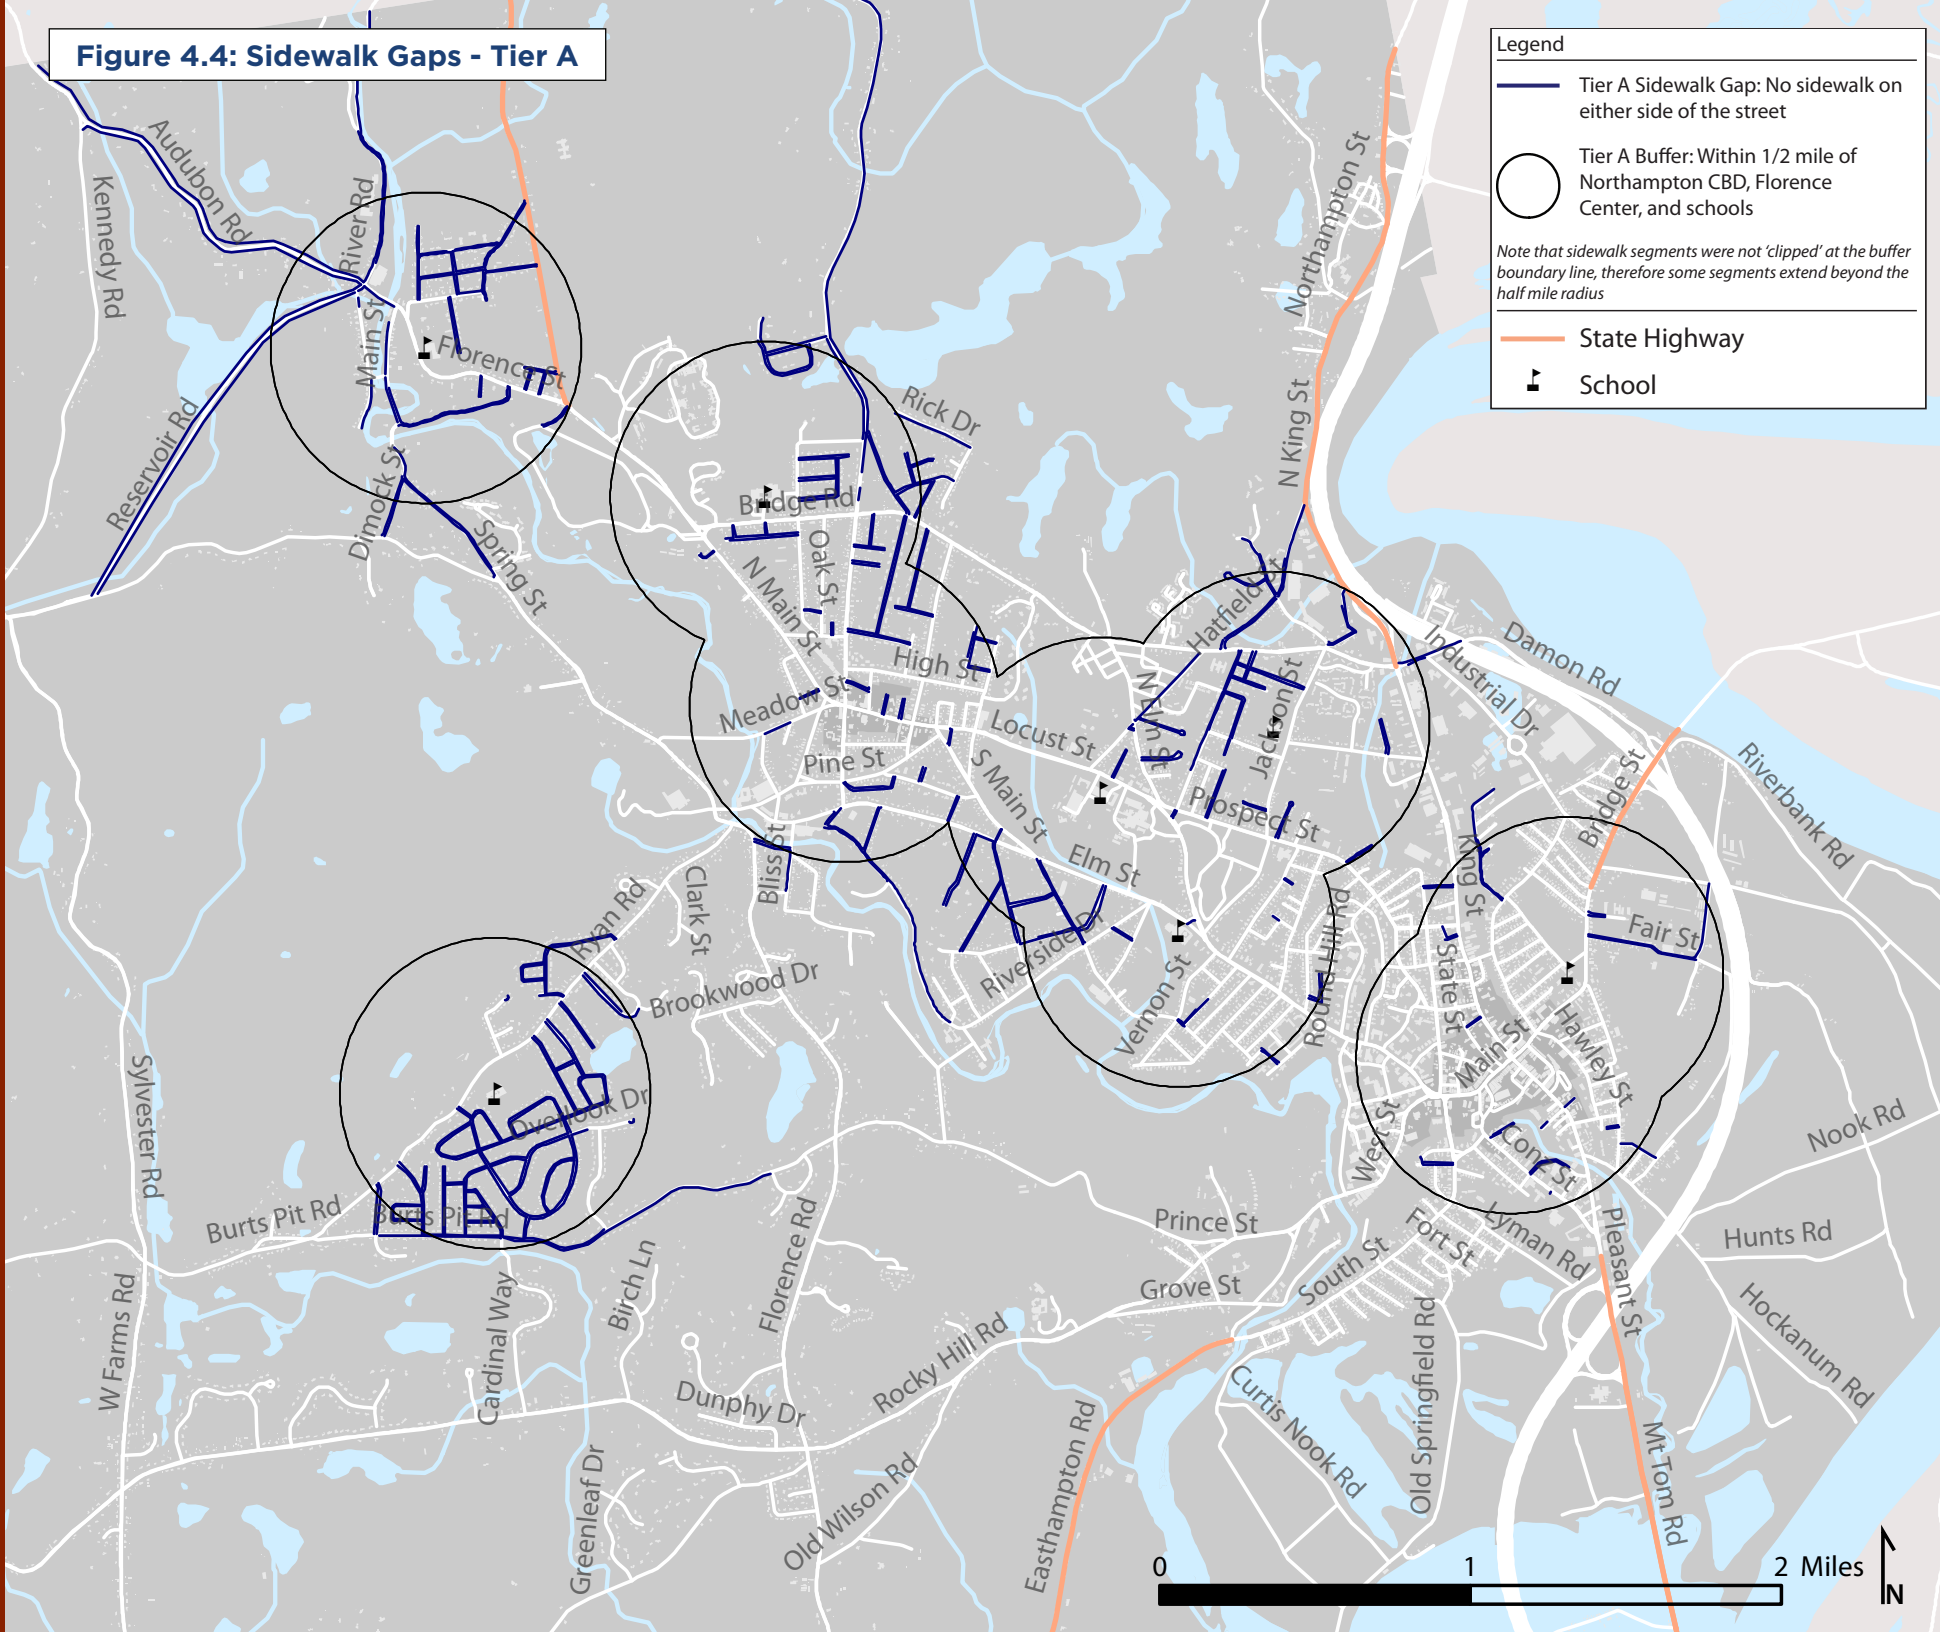 Figure 4.4: Sidewalk Gaps - Tier A
Legend
Tier A Sidewalk Gap: No sidewalk on
either side of the street
Tier A Buffer: Within 1/2 mile of
Northampton CBD, Florence
Center, and schools
Note that sidewalk segments were not ‘clipped’ at the buffer
boundary line, therefore some segments extend beyond the
half mile radius
State Highway
School
Audubon Rd
Kennedy Rd
River Rd
Main St
Florence St
Reservoir Rd
Dimock St
Spring St
Rick Dr
Bridge Rd
Oak St
N Main St
High St
Meadow St
Pine St
Locust St
S Main St
Elm St
N Elm St
Hatfield St
Jackson St
Prospect St
Northampton St
N King St
Industrial Dr
Damon Rd
Bridge St
Riverbank Rd
King St
Fair St
State St
Main St
Hawley St
Round Hill Rd
Vernon St
Riverside Dr
Bliss St
Clark St
Ryan Rd
Brookwood Dr
Overlook Dr
Burts Pit Rd
Burts Pit Rd
Sylvester Rd
W Farms Rd
Cardinal Way
Birch Ln
Florence Rd
Dunphy Dr
Greenleaf Dr
Rocky Hill Rd
Old Wilson Rd
Easthampton Rd
Prince St
Grove St
South St
Fort St
Lyman Rd
West St
Conz St
Pleasant St
Nook Rd
Hunts Rd
Hockanum Rd
Mt Tom Rd
Old Springfield Rd
Curtis Nook Rd
0 1 2 Miles
N